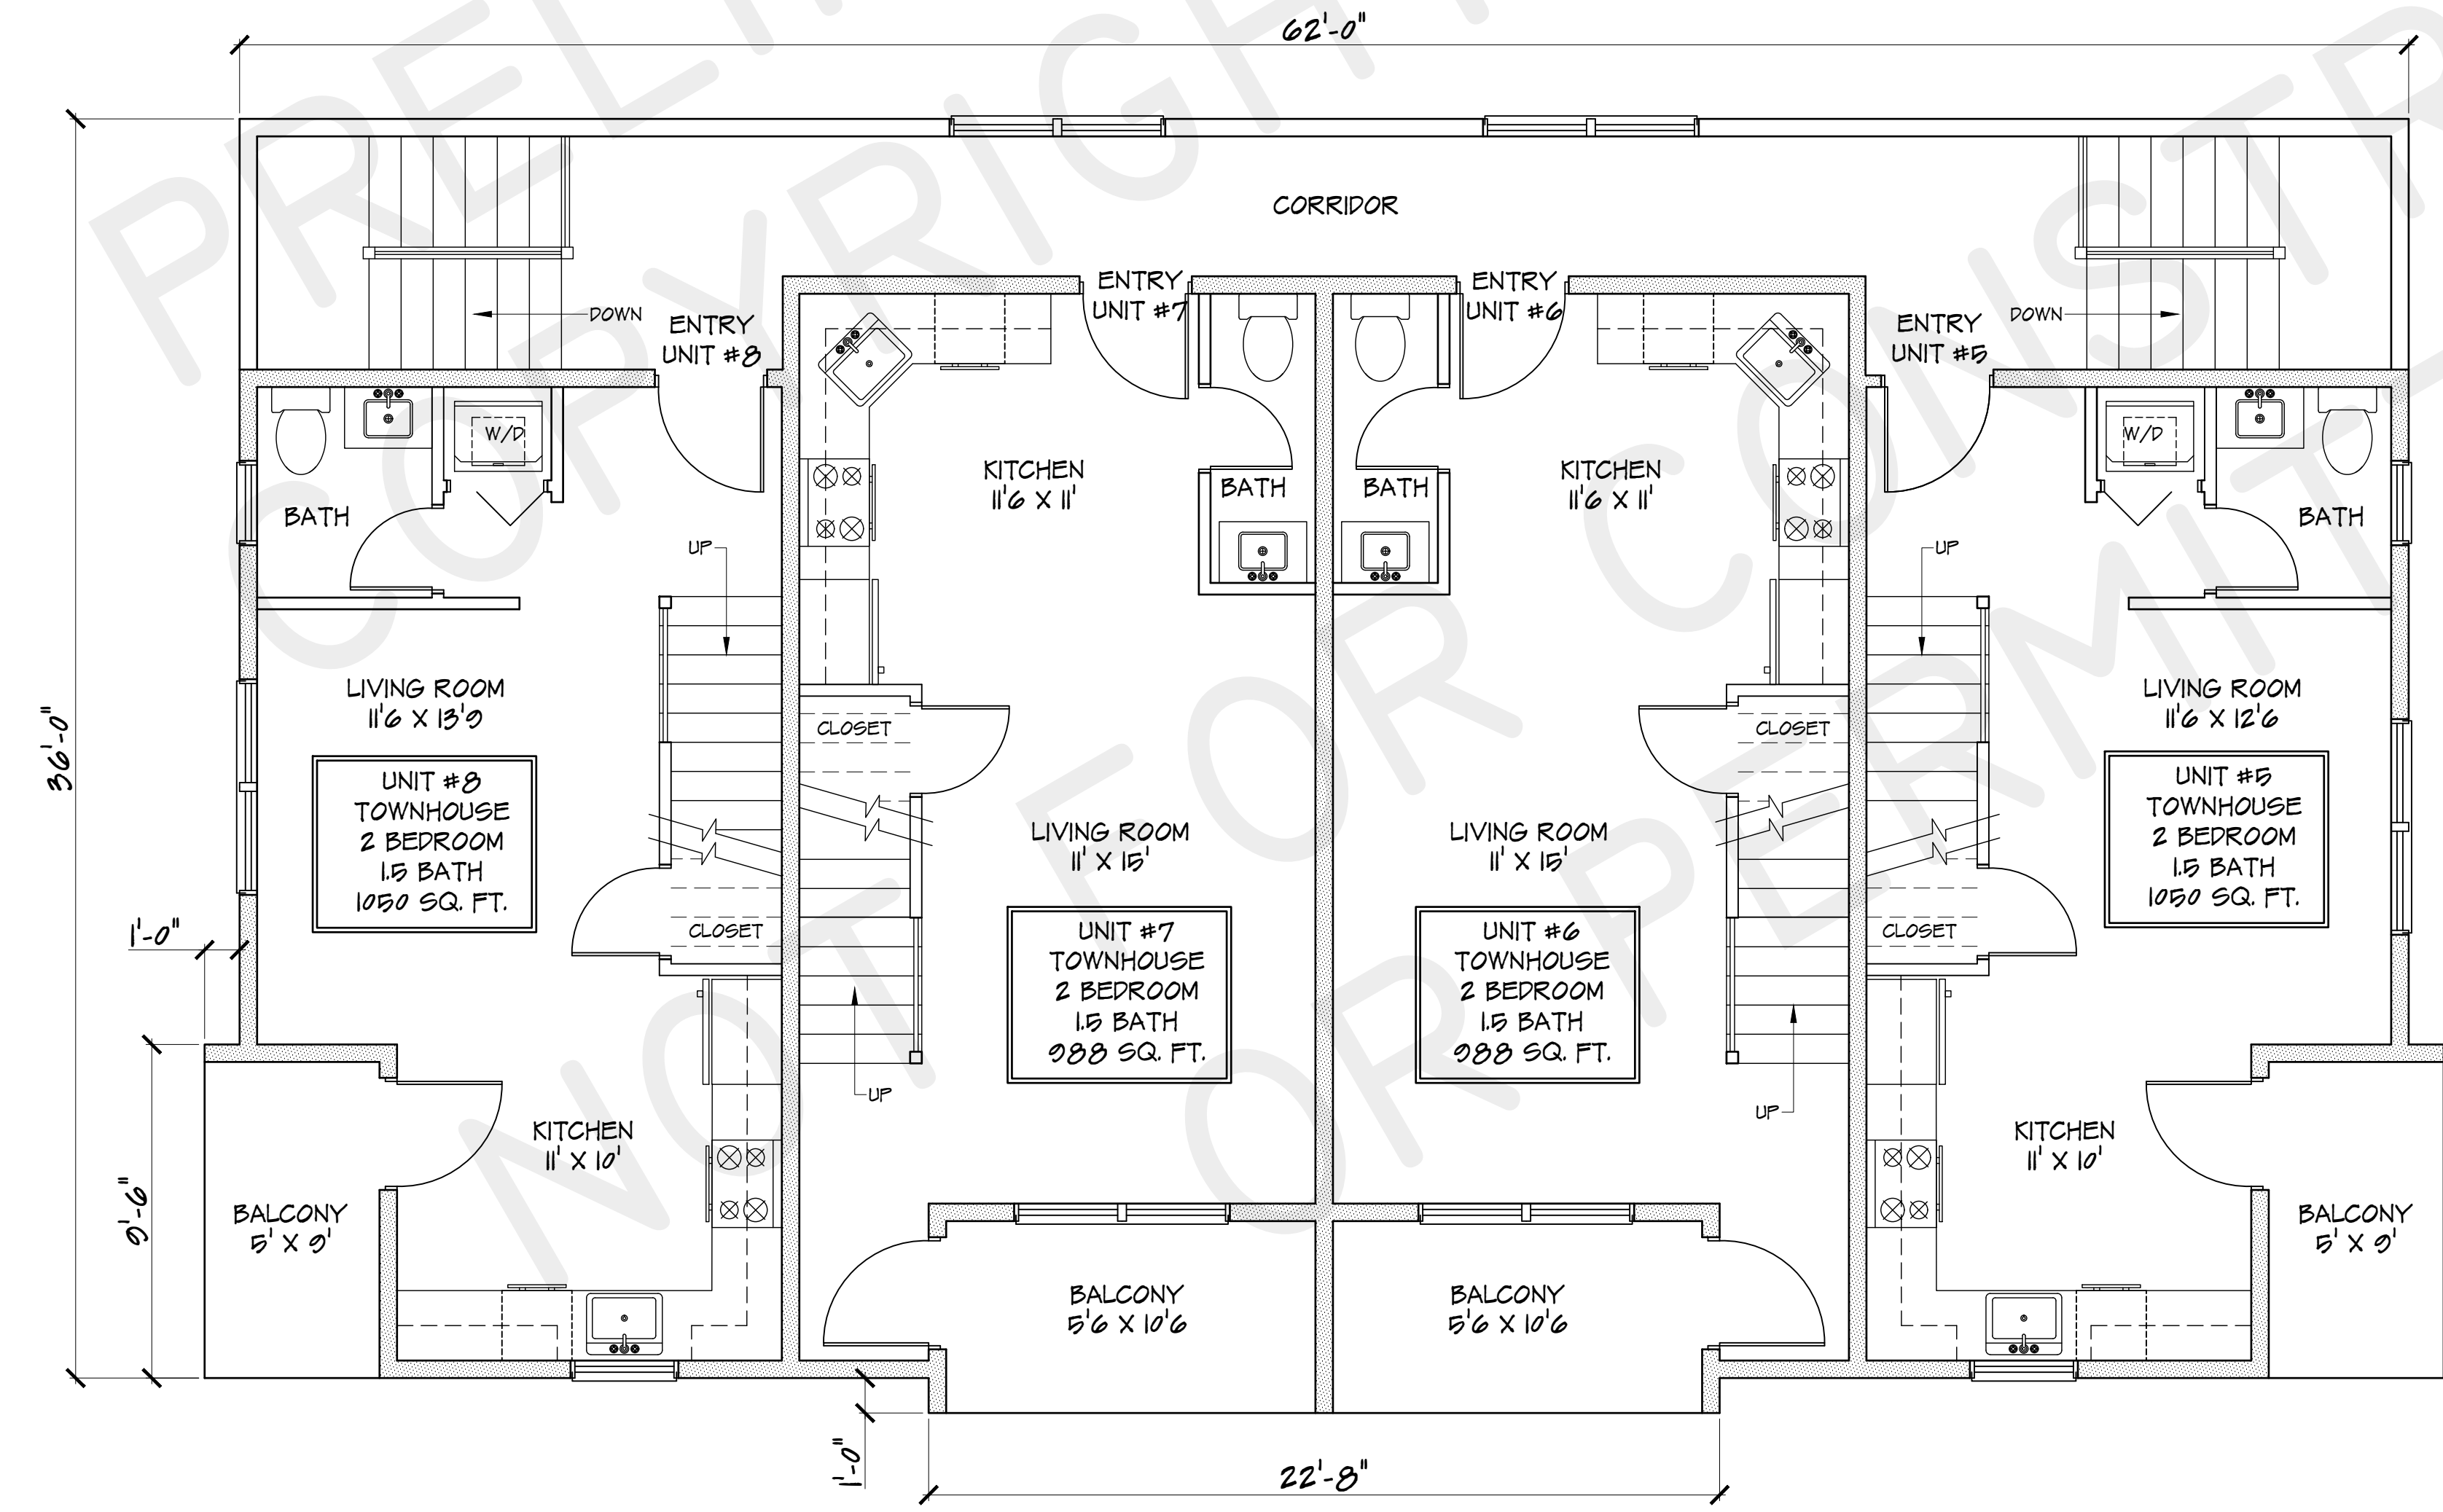 62'-0"
CORRIDOR
ENTRY
UNIT #7
ENTRY
UNIT #6
DOWN
ENTRY
UNIT #8
ENTRY
UNIT #5
DOWN
W/D
W/D
BATH
KITCHEN
11'6 X 11'
BATH
BATH
KITCHEN
11'6 X 11'
BATH
UP
UP
36'-0"
LIVING ROOM
11'6 X 13'9
CLOSET
CLOSET
LIVING ROOM
11'6 X 12'6
UNIT #8
TOWNHOUSE
2 BEDROOM
1.5 BATH
1050 SQ. FT.
LIVING ROOM
11' X 15'
LIVING ROOM
11' X 15'
UNIT #5
TOWNHOUSE
2 BEDROOM
1.5 BATH
1050 SQ. FT.
1'-0"
CLOSET
UNIT #7
TOWNHOUSE
2 BEDROOM
1.5 BATH
988 SQ. FT.
UNIT #6
TOWNHOUSE
2 BEDROOM
1.5 BATH
988 SQ. FT.
CLOSET
UP
UP
KITCHEN
11' X 10'
KITCHEN
11' X 10'
9'-6"
BALCONY
5' X 9'
BALCONY
5' X 9'
BALCONY
5'6 X 10'6
BALCONY
5'6 X 10'6
1'-0"
22'-8"
COPYRIGHT
NOT FOR CONSTR
OR PERMIT